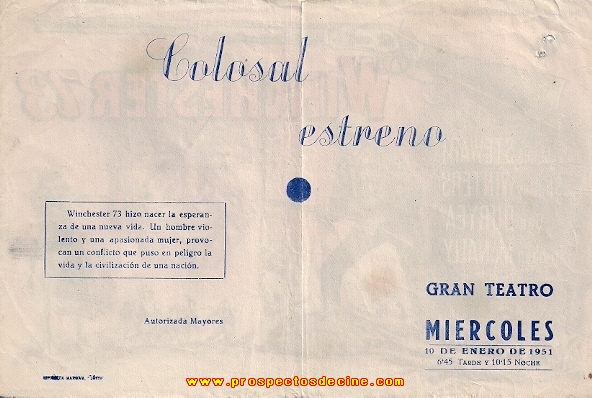 Colosal
estreno
Winchester 73 hizo nacer la esperan-
za de una nueva vida. Un hombre vio-
lento y una apasionada mujer, provo-
can un conflicto que puso en peligro la
vida y la civilización de una nación.
Autorizada Mayores
GRAN TEATRO
MIERCOLES
10 DE ENERO DE 1951
6'45 TARDE Y 10'15 NOCHE
www.prospectosdecine.com